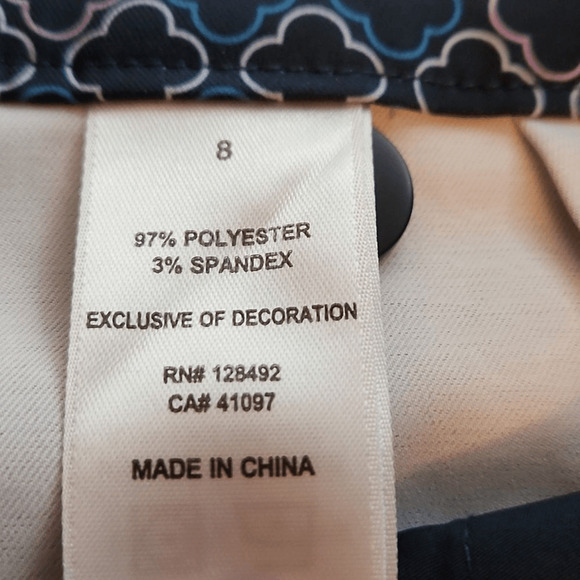 8
97% POLYESTER
3% SPANDEX
EXCLUSIVE OF DECORATION
RN# 128492
CA# 41097
MADE IN CHINA